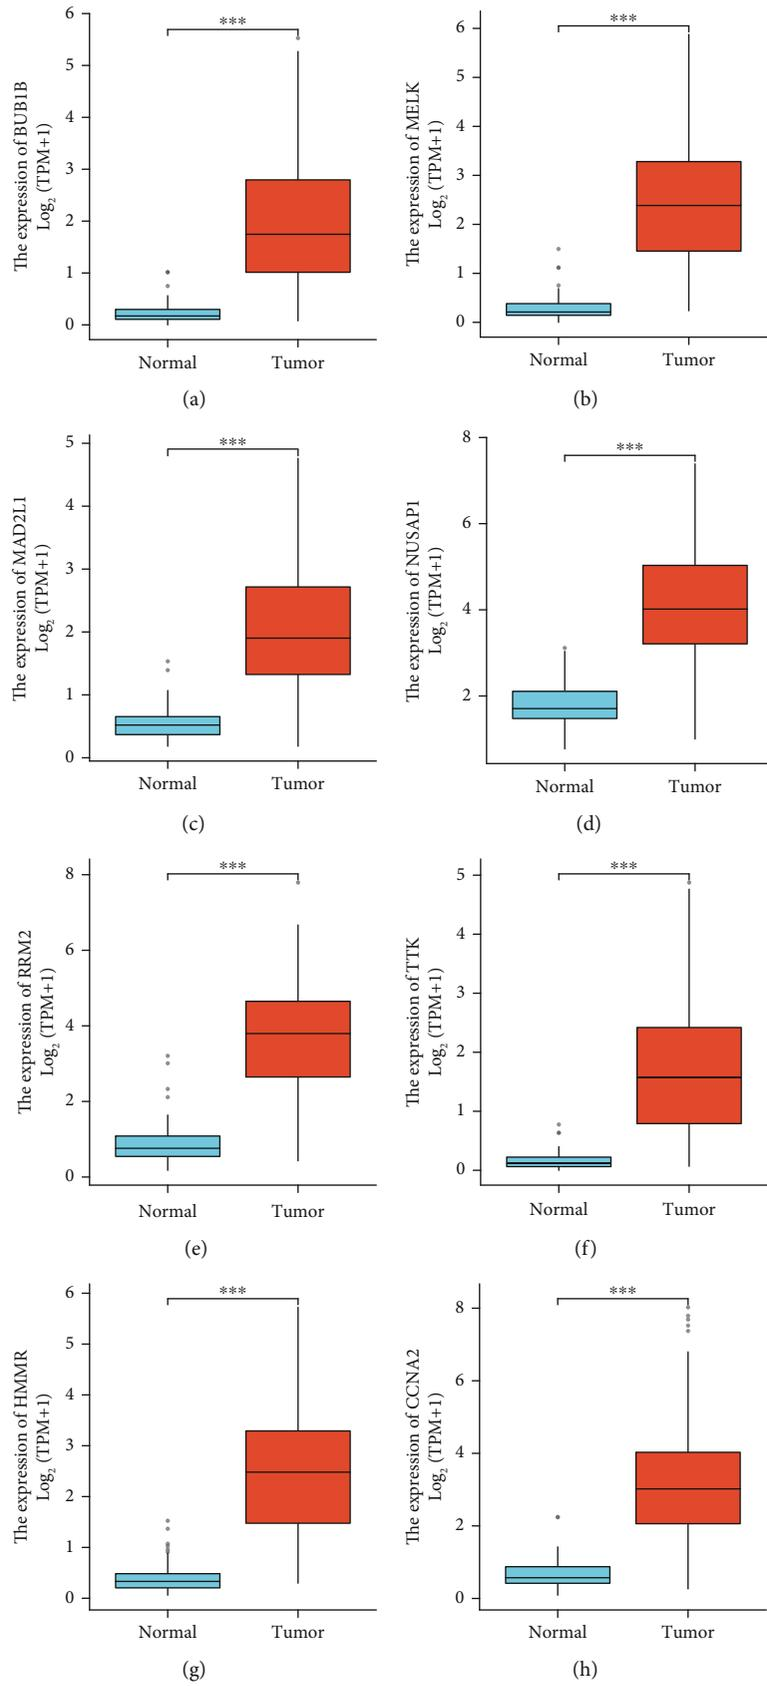 The expression of BUB1B
Log2 (TPM+1)
6
5
4
3
2
1
0
***
Normal Tumor
(a)
The expression of MELK
Log2 (TPM+1)
6
5
4
3
2
1
0
***
Normal Tumor
(b)
The expression of MAD2L1
Log2 (TPM+1)
5
4
3
2
1
0
***
Normal Tumor
(c)
The expression of NUSAP1
Log2 (TPM+1)
8
6
4
2
***
Normal Tumor
(d)
The expression of RRM2
Log2 (TPM+1)
8
6
4
2
0
***
Normal Tumor
(e)
The expression of TTK
Log2 (TPM+1)
5
4
3
2
1
0
***
Normal Tumor
(f)
The expression of HMMR
Log2 (TPM+1)
6
5
4
3
2
1
0
***
Normal Tumor
(g)
The expression of CCNA2
Log2 (TPM+1)
8
6
4
2
0
***
Normal Tumor
(h)